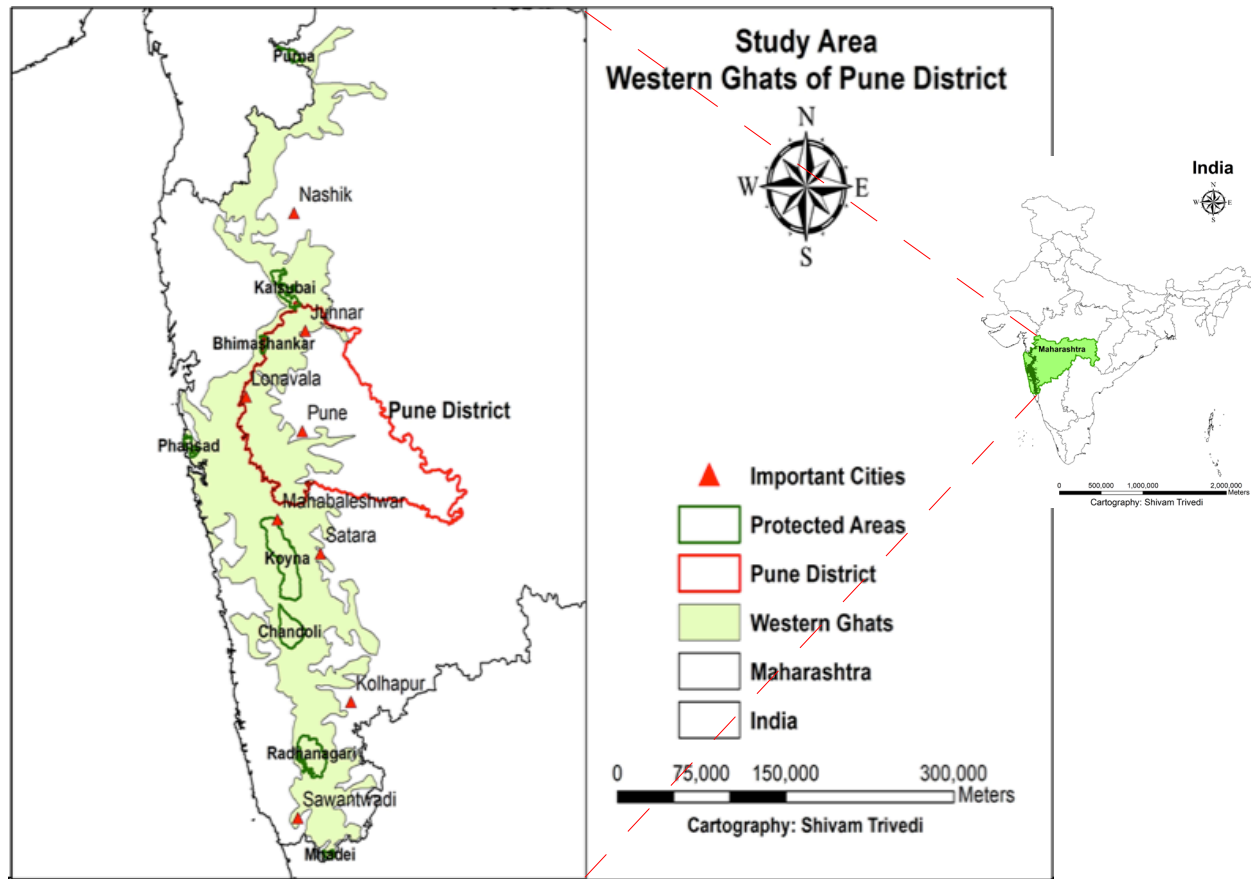 Purna
Nashik
Kalsubai
Junnar
Bhimashankar
Lonavala
Pune
Pune District
Phansad
Mahabaleshwar
Satara
Koyna
Chandoli
Kolhapur
Radhanagari
Sawantwadi
Mhadei
Study Area
Western Ghats of Pune District
N
W E
S
Important Cities
Protected Areas
Pune District
Western Ghats
Maharashtra
India
0 75,000 150,000 300,000
Meters
Cartography: Shivam Trivedi
India
N
W E
S
Maharashtra
0 500,000 1,000,000 2,000,000
Meters
Cartography: Shivam Trivedi